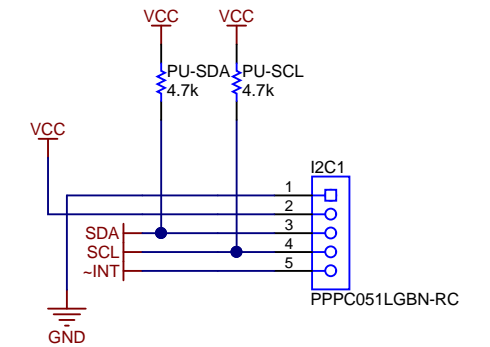 VCC VCC
PU-SDA PU-SCL
4.7k 4.7k
VCC
I2C1
1
2
SDA 3
SCL 4
~INT 5
PPPC051LGBN-RC
GND